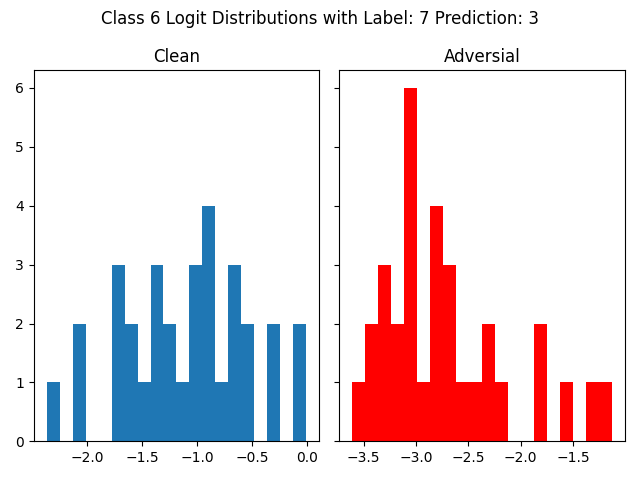 Class 6 Logit Distributions with Label: 7 Prediction: 3
Clean
Adversial
6
5
4
3
2
1
0
−2.0 −1.5 −1.0 −0.5 0.0
−3.5 −3.0 −2.5 −2.0 −1.5